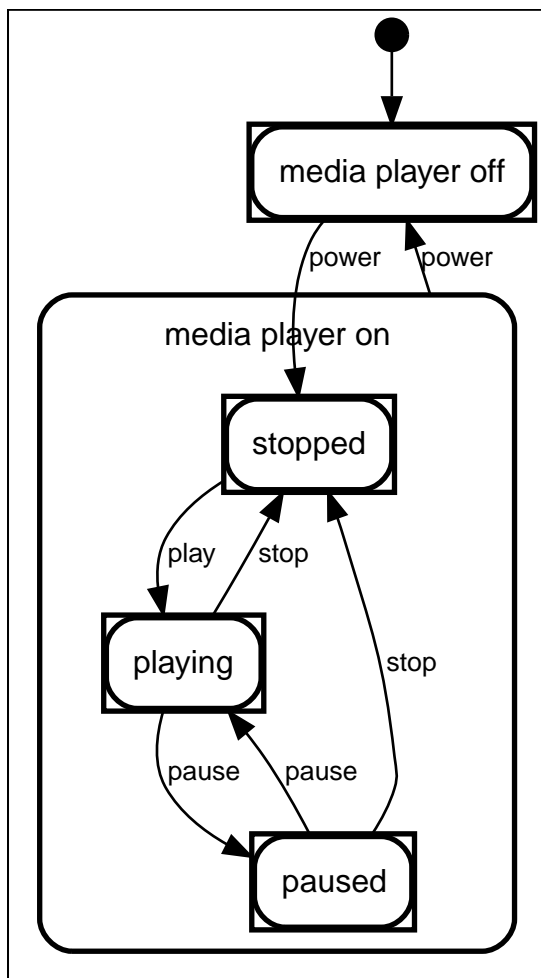 media player off
power
power
media player on
stopped
play
stop
playing
stop
pause
pause
paused